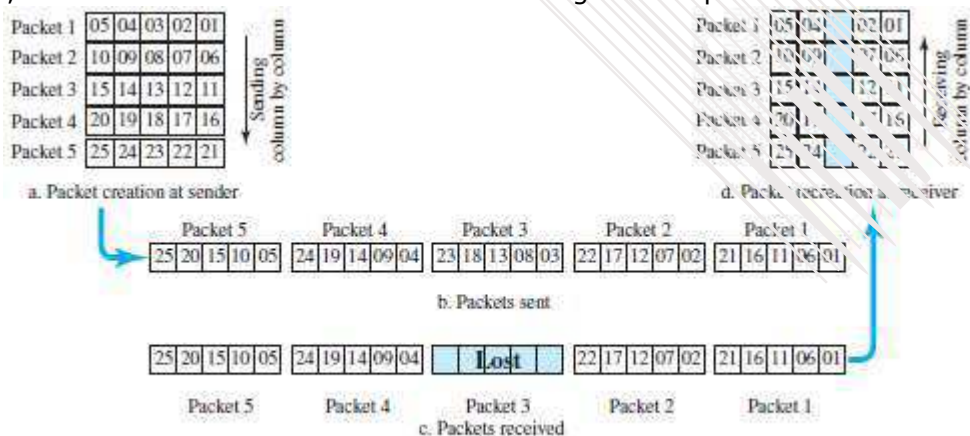 Packet 1 05 04 03 02 01
Packet 2 10 09 08 07 06
Packet 3 15 14 13 12 11
Packet 4 20 19 18 17 16
Packet 5 25 24 23 22 21
Sending
column by column
a. Packet creation at sender
Packet 1 05 04 02 01
Packet 2 10 09 07 06
Packet 3 15 12
Packet 4 20 16
Packet 5 24 22
Receiving
column by column
d. Packet recreation at receiver
Packet 5 Packet 4 Packet 3 Packet 2 Packet 1
25 20 15 10 05 24 19 14 09 04 23 18 13 08 03 22 17 12 07 02 21 16 11 06 01
b. Packets sent
25 20 15 10 05 24 19 14 09 04 Lost 22 17 12 07 02 21 16 11 06 01
Packet 5 Packet 4 Packet 3 Packet 2 Packet 1
c. Packets received